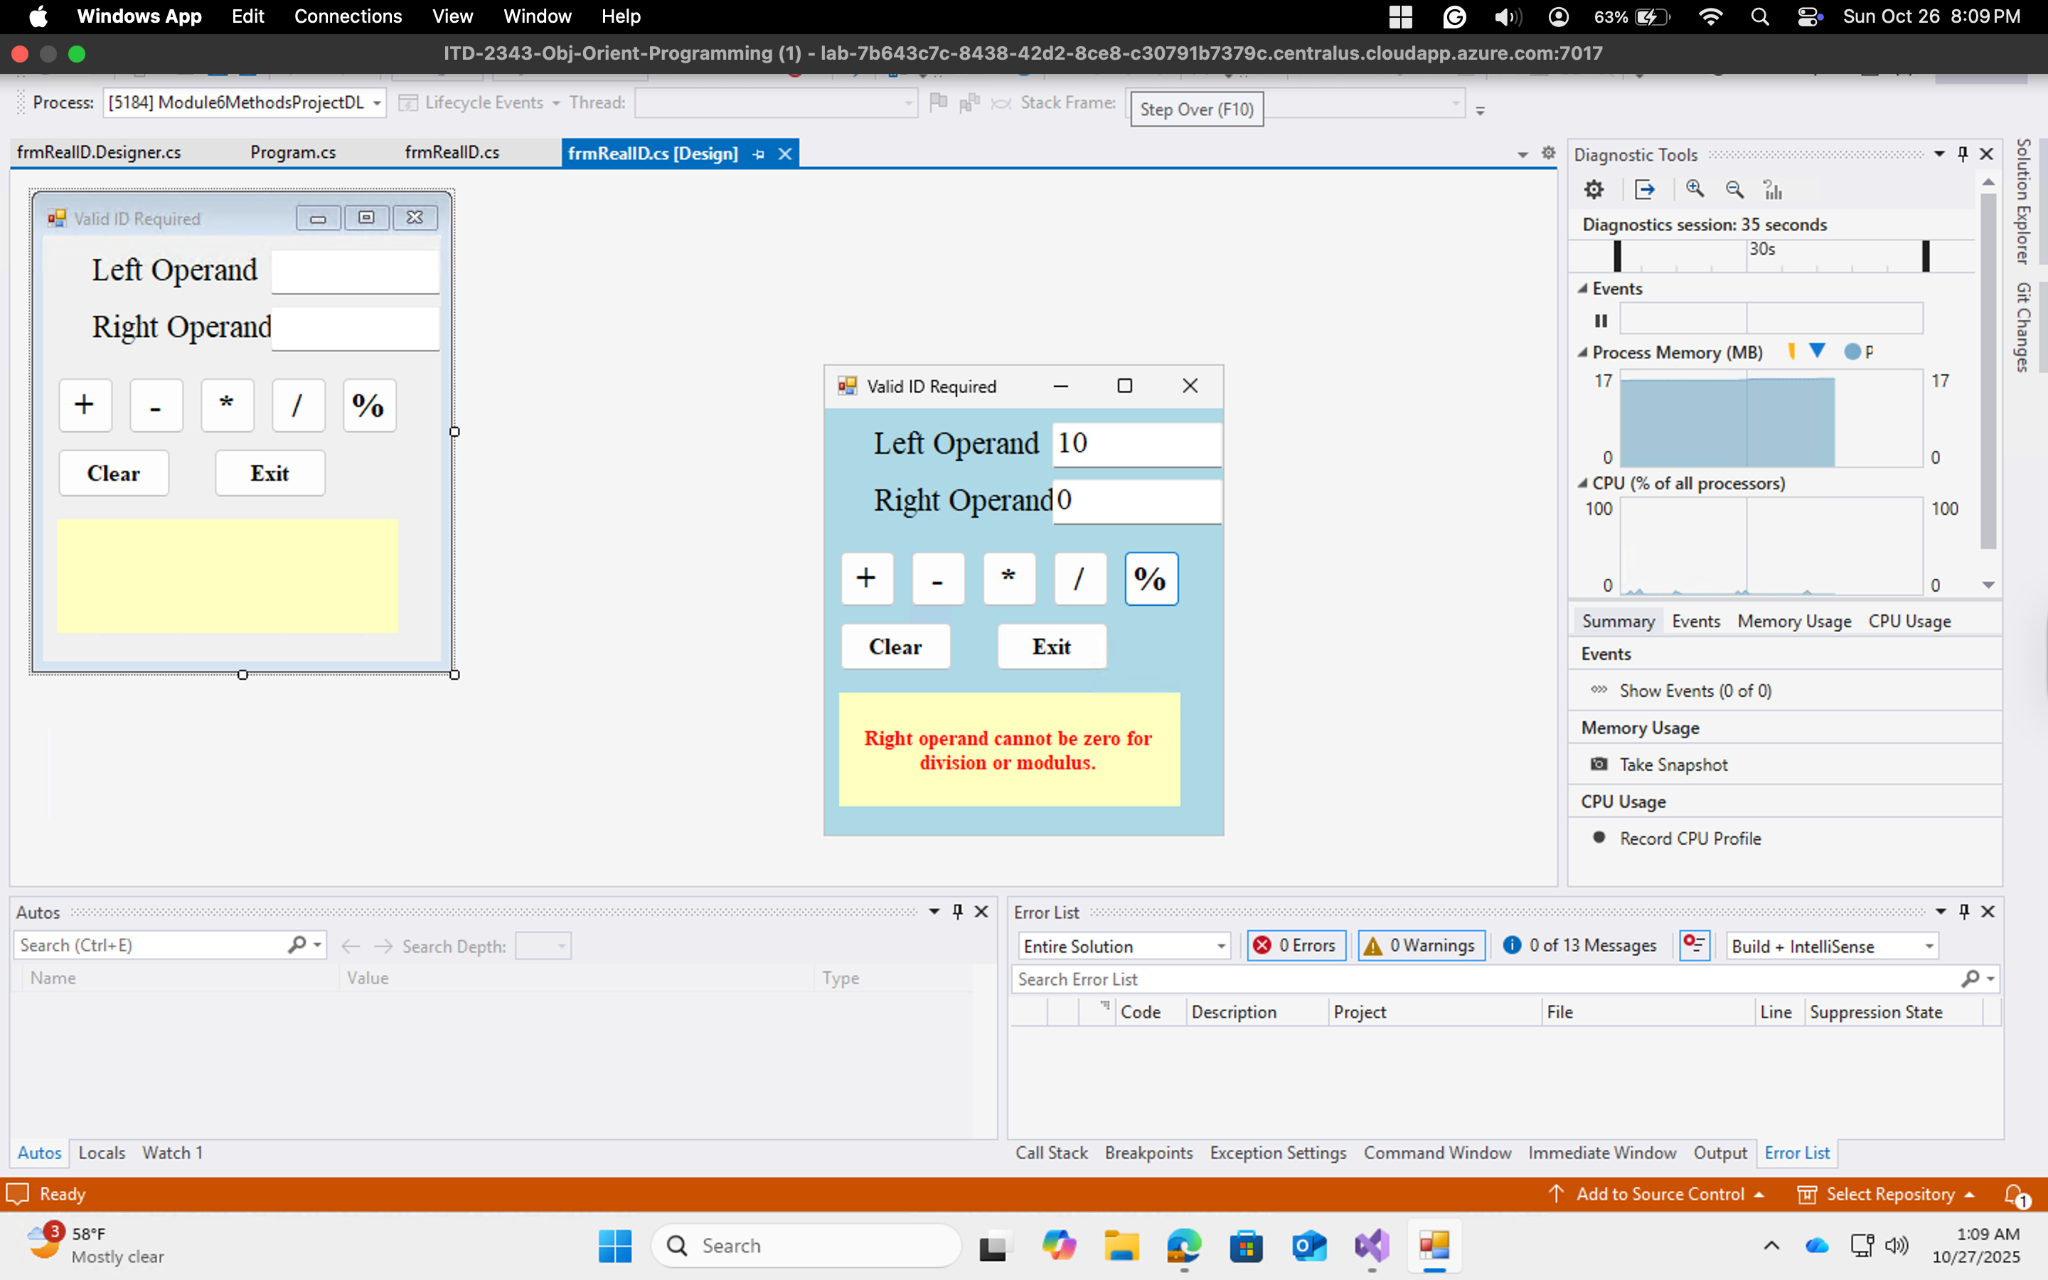 Windows App Edit Connections View Window Help 63% Sun Oct 26 8:09 PM
ITD-2343-Obj-Orient-Programming (1) - lab-7b643c7c-8438-42d2-8ce8-c30791b7379c.centralus.cloudapp.azure.com:7017
Process: [5184] Module6MethodsProjectDL Lifecycle Events Thread: Stack Frame:
Step Over (F10)
frmRealID.Designer.cs Program.cs frmRealID.cs frmRealID.cs [Design]
Valid ID Required
Left Operand
Right Operand
+ - * / %
Clear Exit
Valid ID Required
Left Operand 10
Right Operand 0
+ - * / %
Clear Exit
Right operand cannot be zero for
division or modulus.
Diagnostic Tools
Diagnostics session: 35 seconds
30s
Events
Process Memory (MB) P
17 17
0 0
CPU (% of all processors)
100 100
0 0
Summary Events Memory Usage CPU Usage
Events
Show Events (0 of 0)
Memory Usage
Take Snapshot
CPU Usage
Record CPU Profile
Solution Explorer
Git Changes
Autos
Search (Ctrl+E) Search Depth:
Name Value Type
Autos Locals Watch 1
Error List
Entire Solution 0 Errors 0 Warnings 0 of 13 Messages Build + IntelliSense
Search Error List
Code Description Project File Line Suppression State
Call Stack Breakpoints Exception Settings Command Window Immediate Window Output Error List
Ready Add to Source Control Select Repository 1
3 58°F
Mostly clear
Search
1:09 AM
10/27/2025